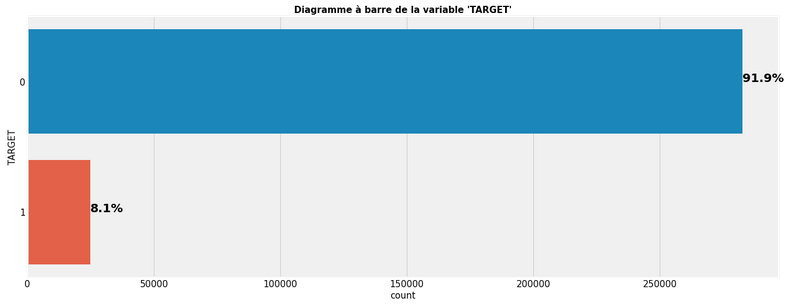 Diagramme à barre de la variable 'TARGET'
0
91.9%
TARGET
1
8.1%
0 50000 100000 150000 200000 250000
count